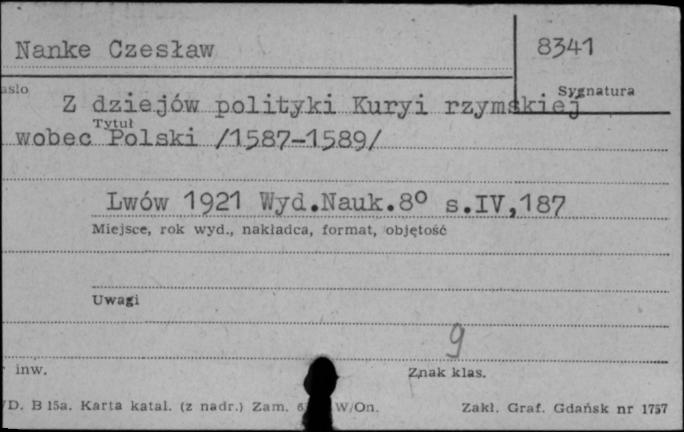 Nanke Czesław 8341
asło Sygnatura
Z dziejów polityki Kuryi rzymskiej
Tytuł
wobec Polski /1587-1589/
Lwów 1921 Wyd.Nauk.8° s.IV,187
Miejsce, rok wyd., nakładca, format, objętość
Uwagi
9
inw. Znak klas.
/D. B 15a. Karta katal. (z nadr.) Zam. W/On. Zakł. Graf. Gdańsk nr 1757